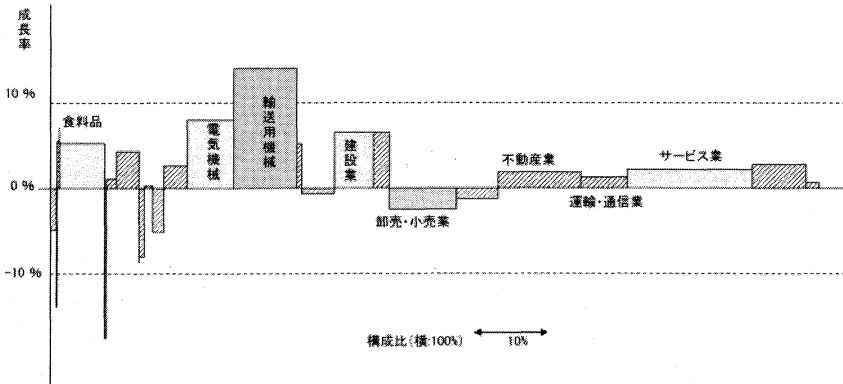 成長率
10 %
0 %
-10 %
食料品
電気機械
輸送用機械
建設業
卸売・小売業
不動産業
運輸・通信業
サービス業
構成比(横:100%)
10%